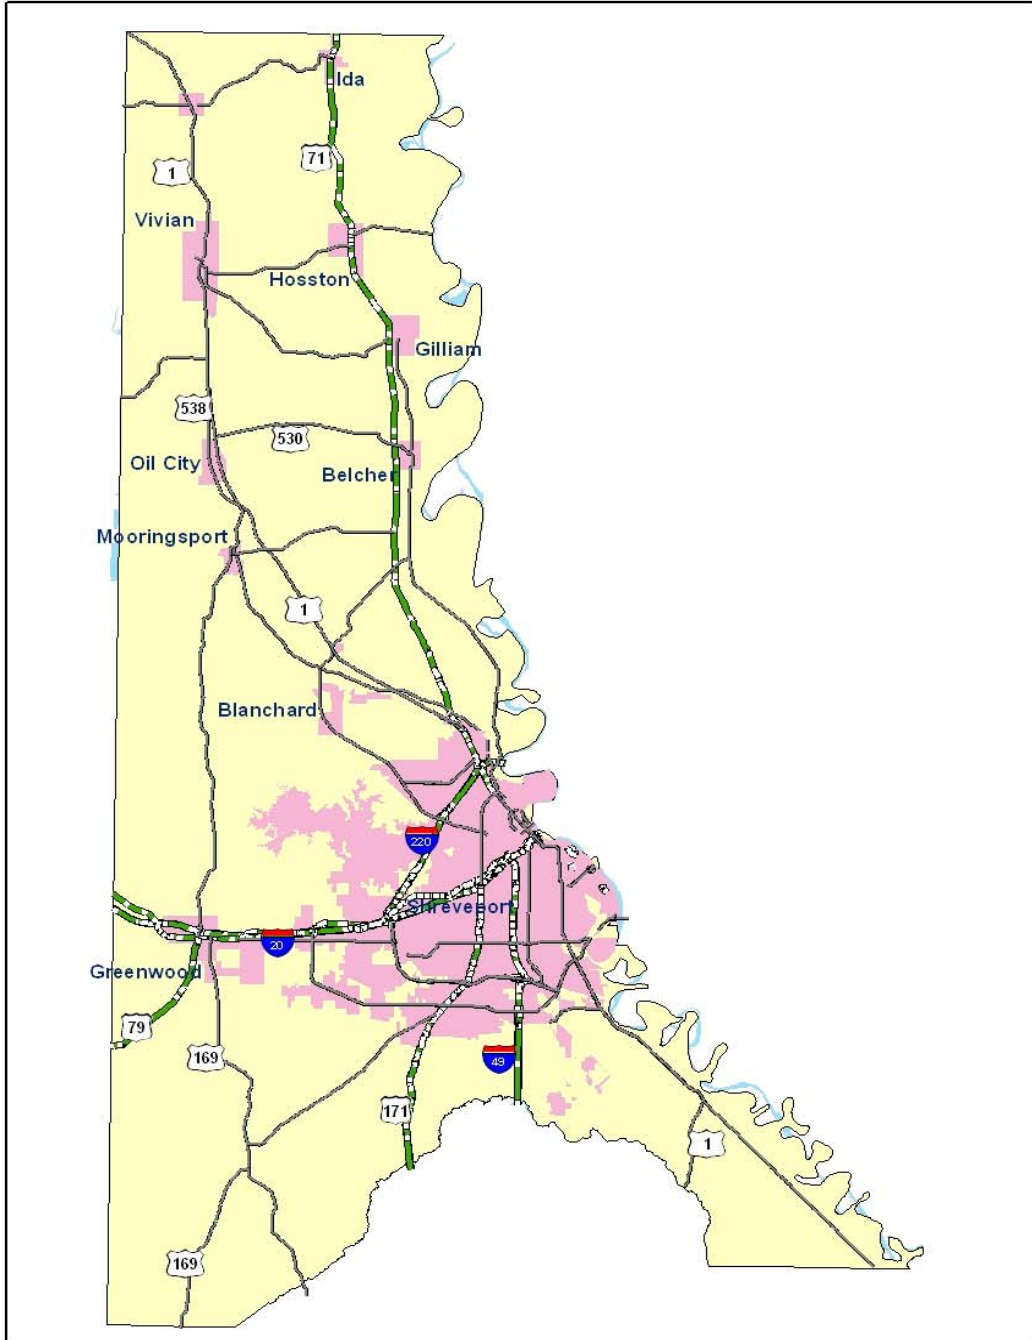 Ida
71
1
Vivian
Hosston
Gilliam
538
530
Oil City
Belcher
Mooringsport
1
Blanchard
220
Shreveport
20
Greenwood
79
169
49
171
1
169